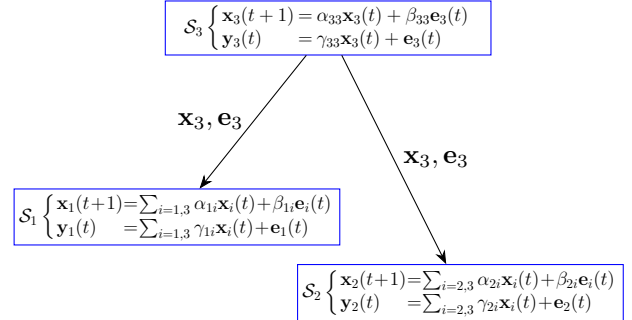 𝒮₃ { x₃(t + 1) = α₃₃x₃(t) + β₃₃e₃(t)
y₃(t) = γ₃₃x₃(t) + e₃(t)
x₃, e₃
x₃, e₃
𝒮₁ { x₁(t+1)=∑ᵢ₌₁,₃ α₁ᵢxᵢ(t)+β₁ᵢeᵢ(t)
y₁(t) =∑ᵢ₌₁,₃ γ₁ᵢxᵢ(t)+e₁(t)
𝒮₂ { x₂(t+1)=∑ᵢ₌₂,₃ α₂ᵢxᵢ(t)+β₂ᵢeᵢ(t)
y₂(t) =∑ᵢ₌₂,₃ γ₂ᵢxᵢ(t)+e₂(t)